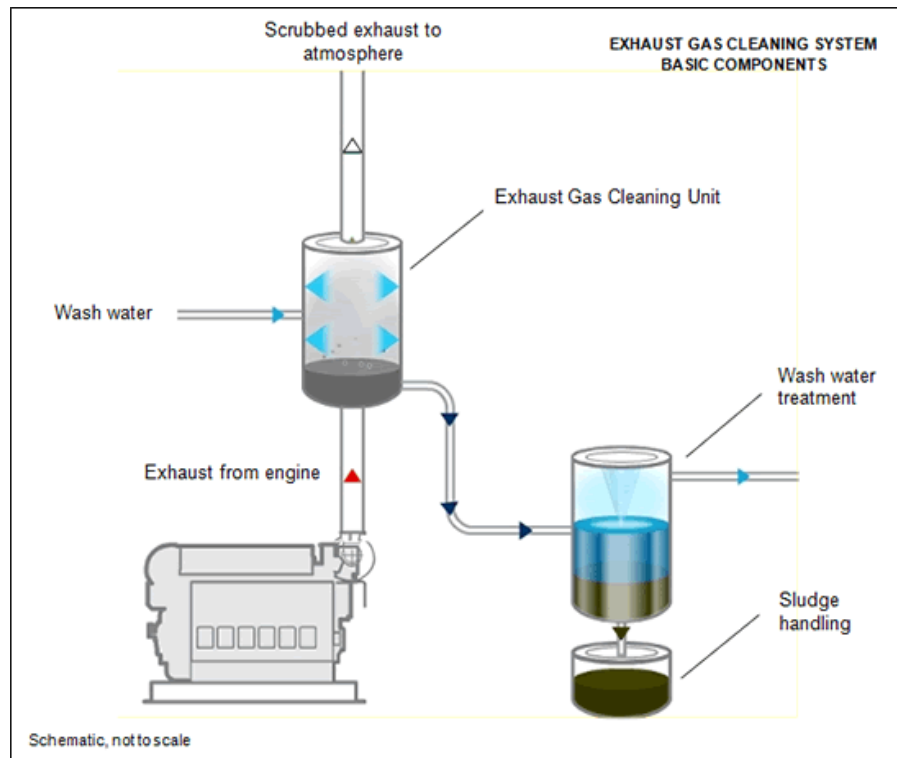 Scrubbed exhaust to
atmosphere
EXHAUST GAS CLEANING SYSTEM
BASIC COMPONENTS
Exhaust Gas Cleaning Unit
Wash water
Wash water
treatment
Exhaust from engine
Sludge
handling
Schematic, not to scale